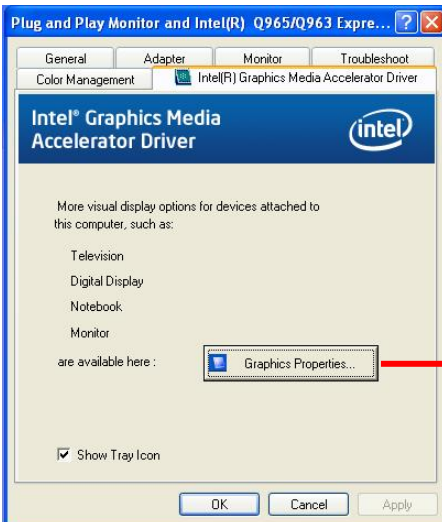 Plug and Play Monitor and Intel(R) Q965/Q963 Expre...
General Adapter Monitor Troubleshoot
Color Management Intel(R) Graphics Media Accelerator Driver
Intel® Graphics Media
Accelerator Driver
intel
More visual display options for devices attached to
this computer, such as:
Television
Digital Display
Notebook
Monitor
are available here :
Graphics Properties...
Show Tray Icon
OK Cancel Apply